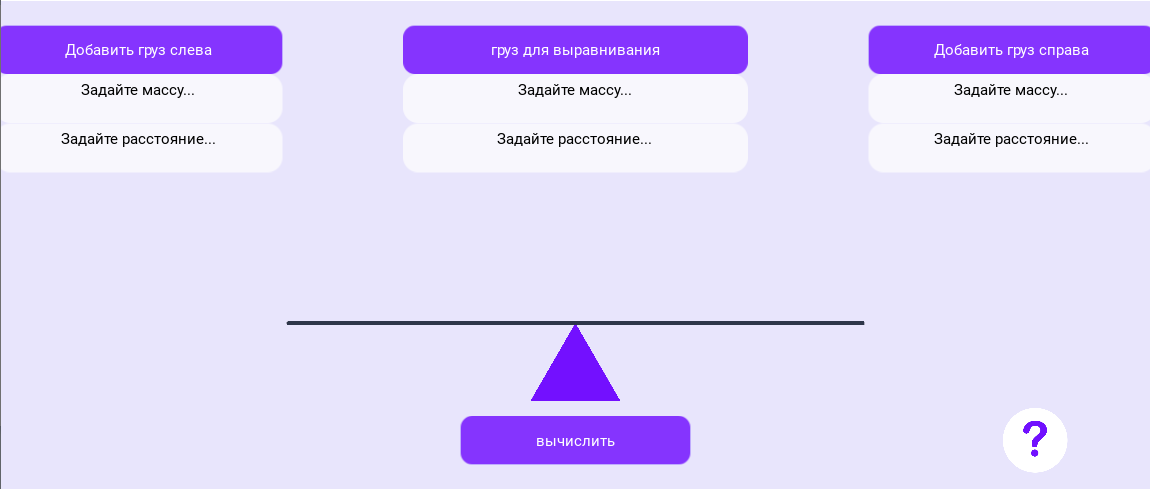 Добавить груз слева
груз для выравнивания
Добавить груз справа
Задайте массу...
Задайте массу...
Задайте массу...
Задайте расстояние...
Задайте расстояние...
Задайте расстояние...
вычислить
?